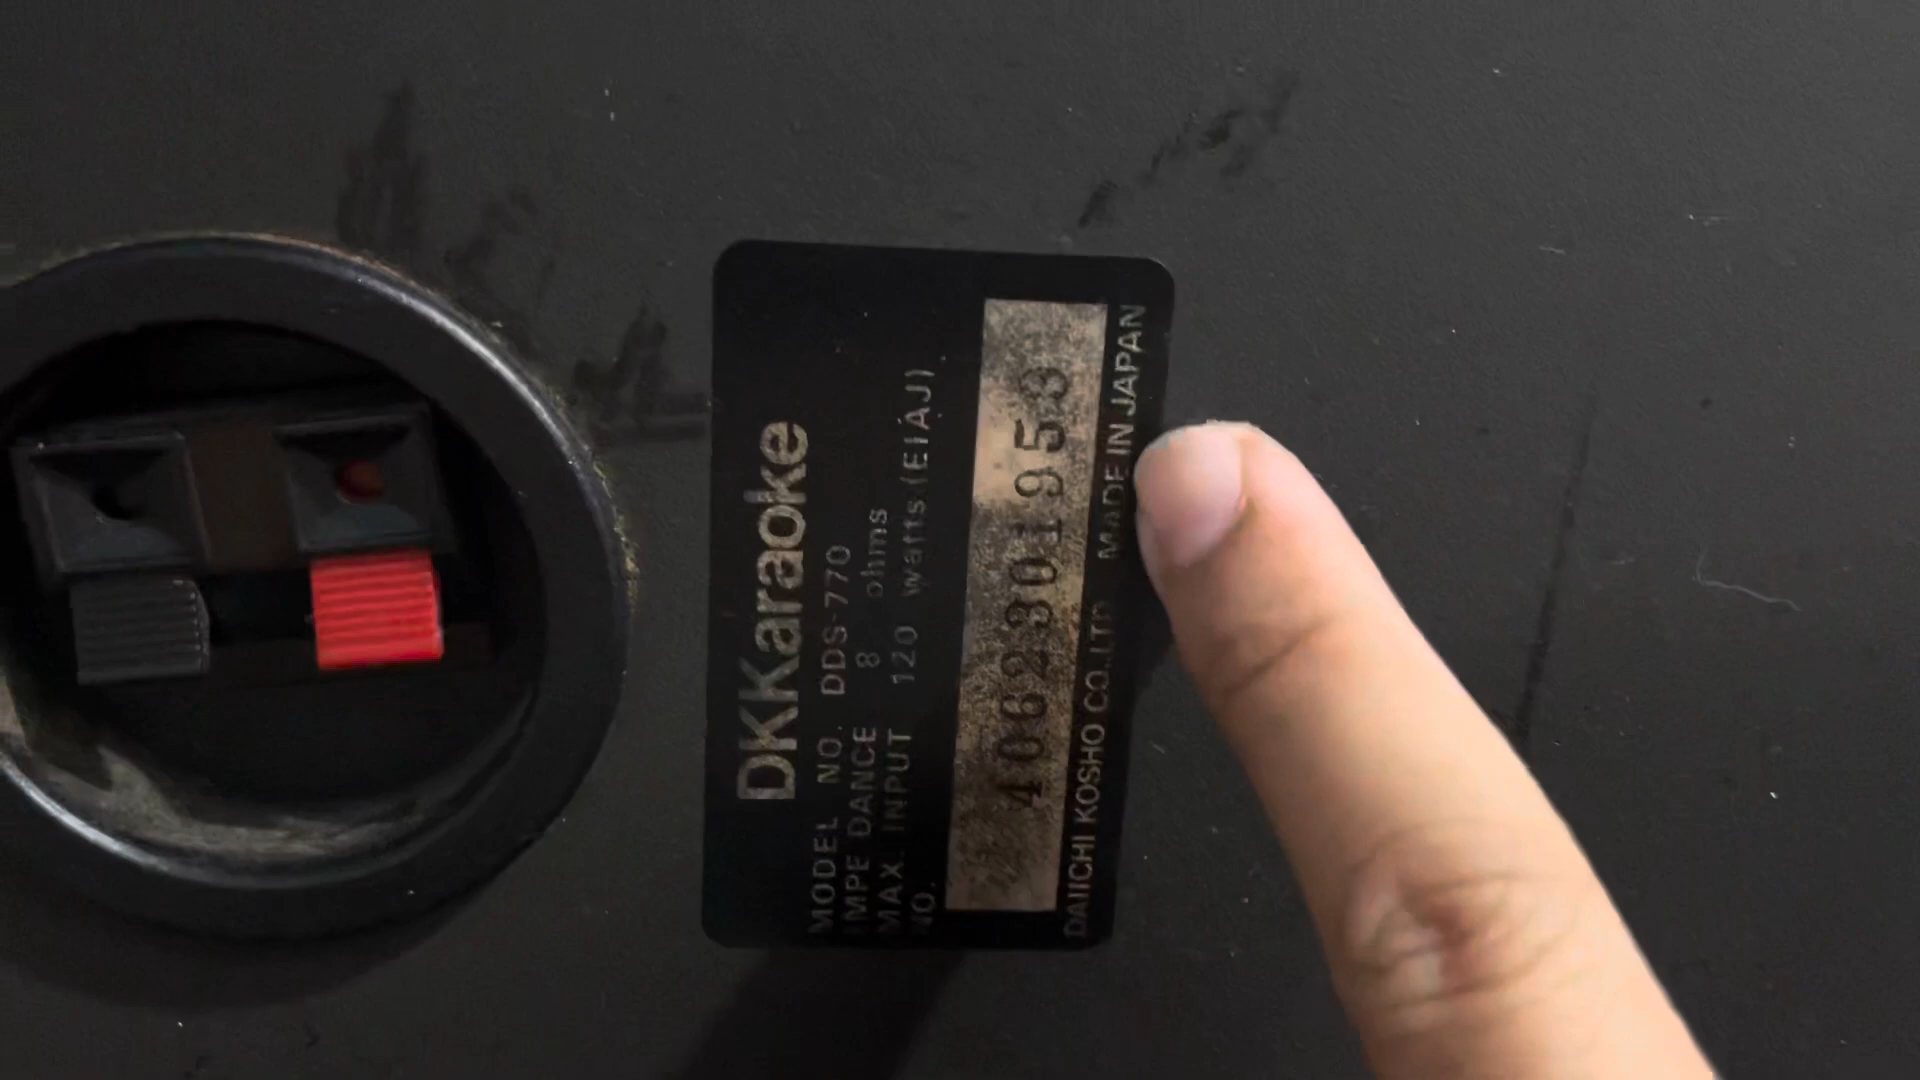 DKKaraoke
MODEL NO. DDS-770
IMPEDANCE 8 ohms
MAX. INPUT 120 watts (EIAJ)
NO. 4062301953
DAIICHI KOSHO CO.,LTD MADE IN JAPAN